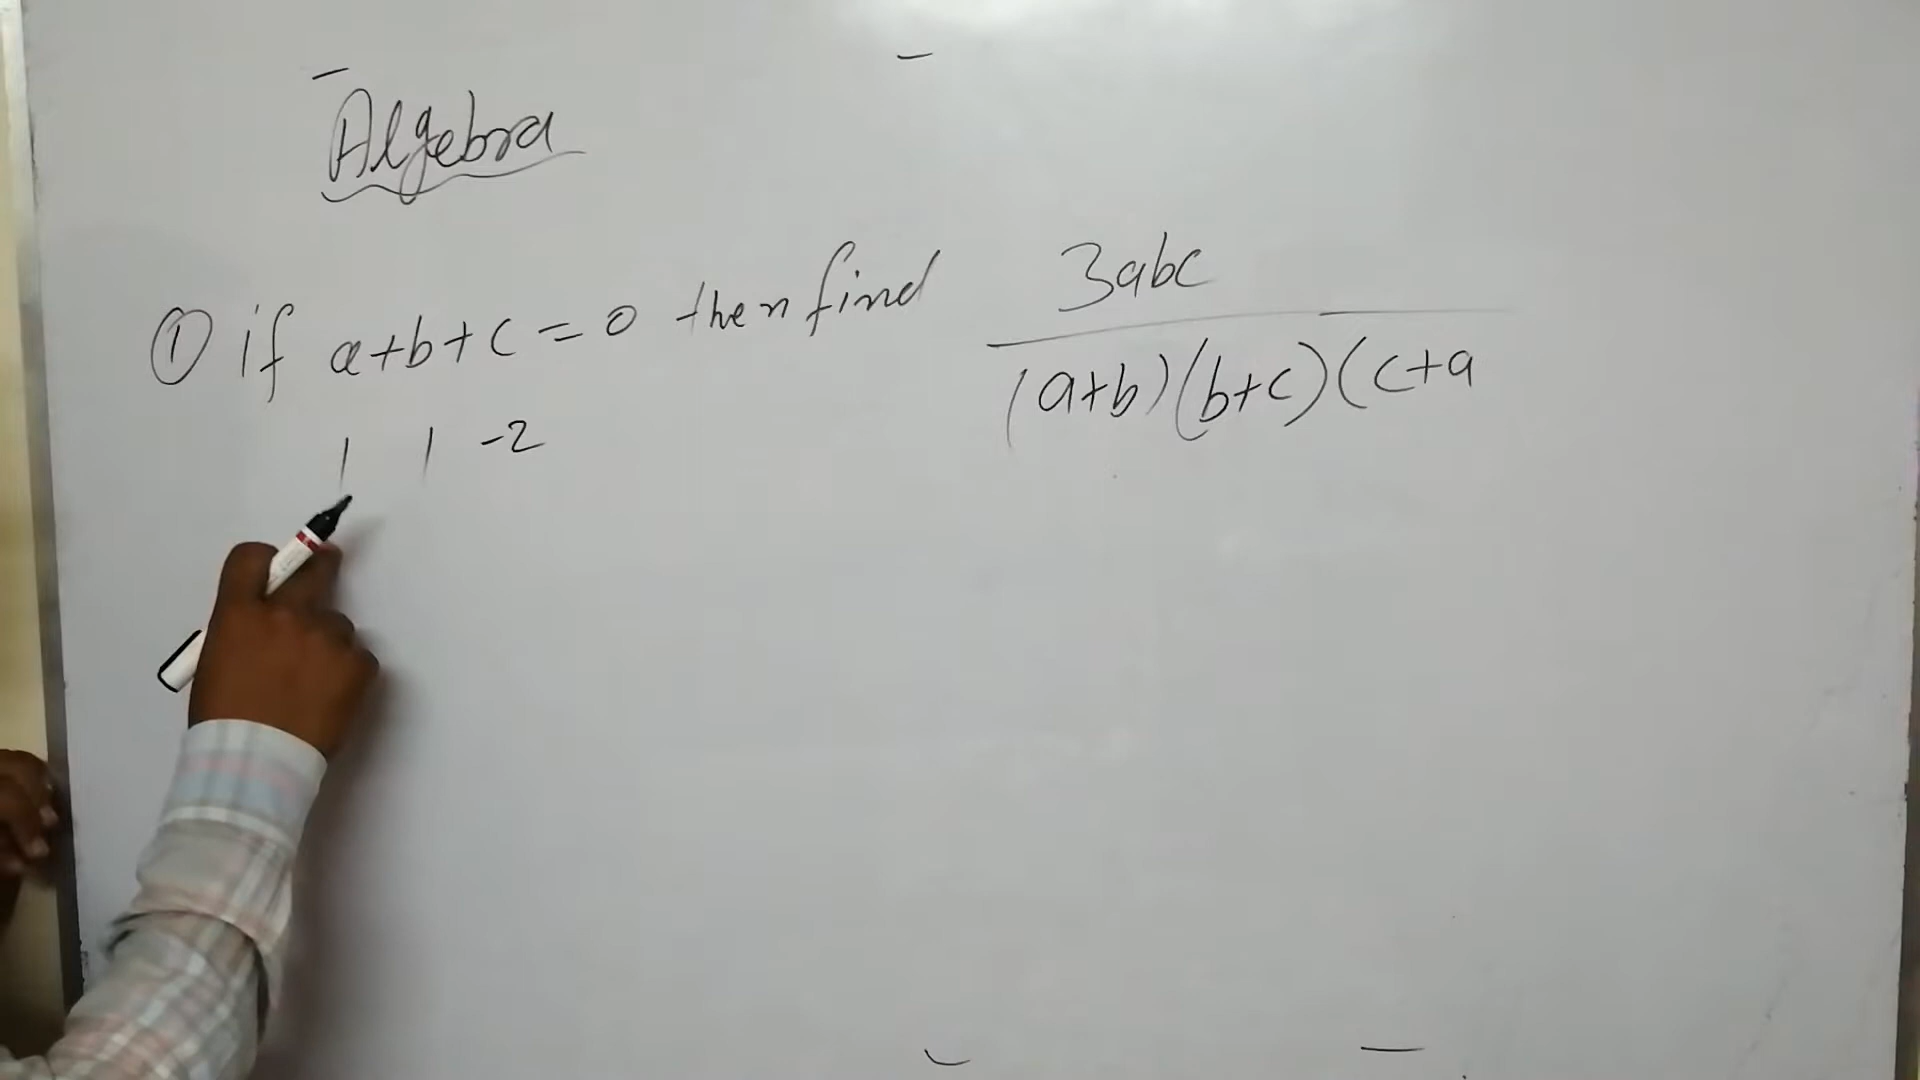 Algebra
① if a+b+c=0 then find 3abc
(a+b)(b+c)(c+a
1 1 -2